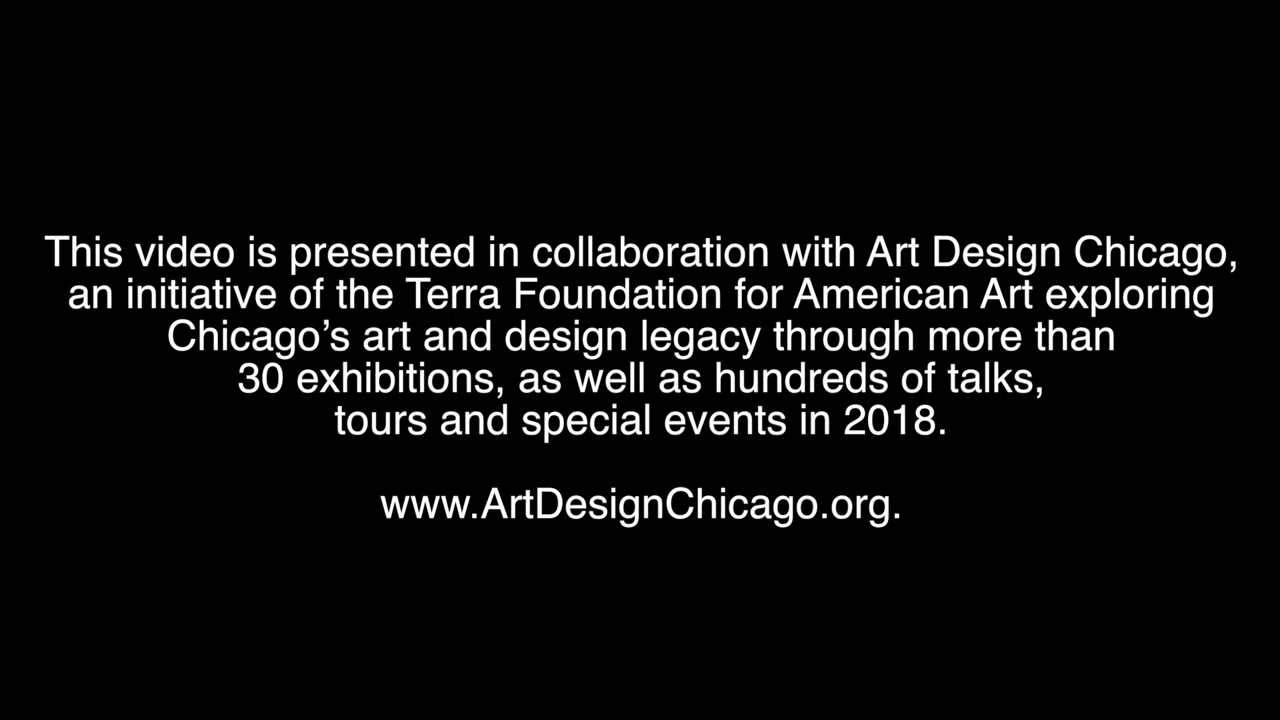 This video is presented in collaboration with Art Design Chicago,
an initiative of the Terra Foundation for American Art exploring
Chicago’s art and design legacy through more than
30 exhibitions, as well as hundreds of talks,
tours and special events in 2018.
www.ArtDesignChicago.org.